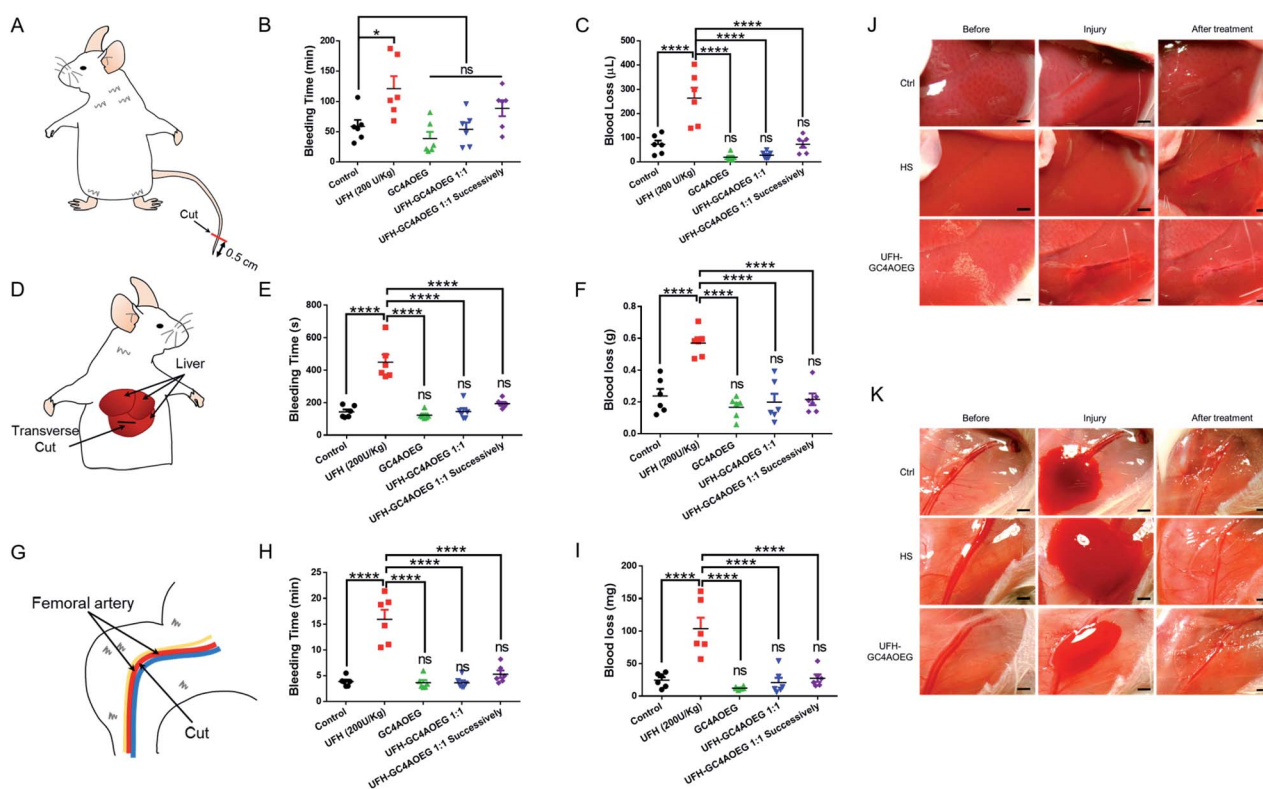 A
Cut
0.5 cm
B
Bleeding Time (min)
200
150
100
50
0
*
ns
Control
UFH (200 U/Kg)
GC4AOEG
UFH-GC4AOEG 1:1
UFH-GC4AOEG 1:1 Successively
C
Blood Loss (μL)
500
400
300
200
100
0
****
****
**** ****
ns
ns
ns
Control
UFH (200 U/Kg)
GC4AOEG
UFH-GC4AOEG 1:1
UFH-GC4AOEG 1:1 Successively
D
Liver
Transverse
Cut
E
Bleeding Time (s)
800
600
400
200
0
****
****
**** ****
ns
ns
ns
Control
UFH (200U/Kg)
GC4AOEG
UFH-GC4AOEG 1:1
UFH-GC4AOEG 1:1 Successively
F
Blood loss (g)
0.8
0.6
0.4
0.2
0.0
****
****
**** ****
ns
ns
ns
Control
UFH (200U/Kg)
GC4AOEG
UFH-GC4AOEG 1:1
UFH-GC4AOEG 1:1 Successively
G
Femoral artery
Cut
H
Bleeding Time (min)
25
20
15
10
5
0
****
****
**** ****
ns
ns
ns
Control
UFH (200U/Kg)
GC4AOEG
UFH-GC4AOEG 1:1
UFH-GC4AOEG 1:1 Successively
I
Blood loss (mg)
200
150
100
50
0
****
****
**** ****
ns
ns
ns
Control
UFH (200U/Kg)
GC4AOEG
UFH-GC4AOEG 1:1
UFH-GC4AOEG 1:1 Successively
J
Before Injury After treatment
Ctrl
HS
UFH-
GC4AOEG
K
Before Injury After treatment
Ctrl
HS
UFH-
GC4AOEG